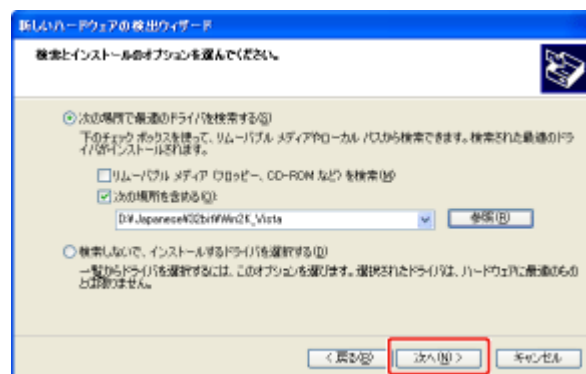 新しいハードウェアの検出ウィザード
検索とインストールのオプションを選んでください。
次の場所で最適のドライバを検索する(S)
下のチェック ボックスを使って、リムーバブル メディアやローカル パスから検索できます。検索された最適のドラ
イバがインストールされます。
リムーバブル メディア (フロッピー、CD-ROM など) を検索(M)
次の場所を含める(O):
D:¥Japanese¥32bit¥Win2K_Vista
参照(R)
検索しないで、インストールするドライバを選択する(D)
一覧からドライバを選択するには、このオプションを選びます。選択されたドライバは、ハードウェアに最適のもの
とは限りません。
< 戻る(B)
次へ(N) >
キャンセル